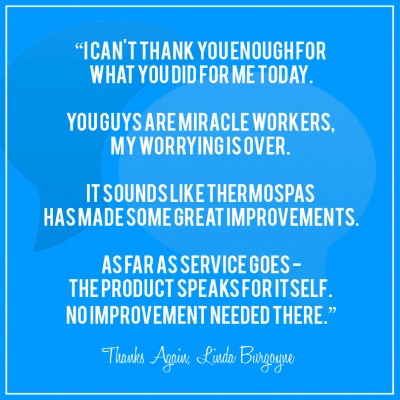 “I CAN'T THANK YOU ENOUGH FOR
WHAT YOU DID FOR ME TODAY.
YOU GUYS ARE MIRACLE WORKERS,
MY WORRYING IS OVER.
IT SOUNDS LIKE THERMOSPAS
HAS MADE SOME GREAT IMPROVEMENTS.
AS FAR AS SERVICE GOES –
THE PRODUCT SPEAKS FOR ITSELF.
NO IMPROVEMENT NEEDED THERE.”
Thanks Again, Linda Burgoyne